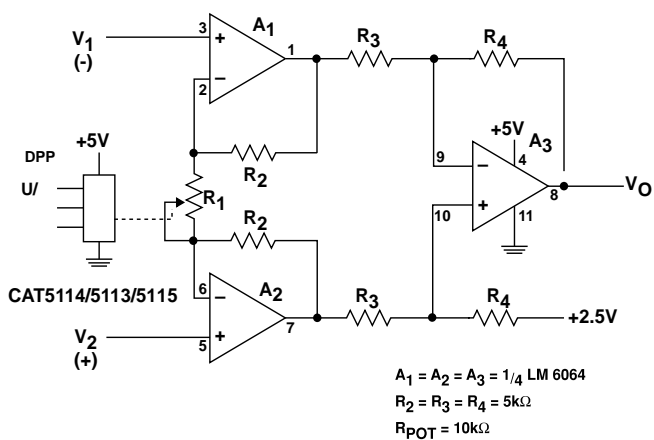 A1
R3
R4
V1
(-)
3
+
1
2
−
+5V
A3
+5V
4
DPP
R2
9
−
U/
R1
8
VO
10
+
11
R2
CAT5114/5113/5115
6
−
A2
R3
R4
7
+2.5V
V2
(+)
5
+
A1 = A2 = A3 = 1/4 LM 6064
R2 = R3 = R4 = 5kΩ
RPOT = 10kΩ